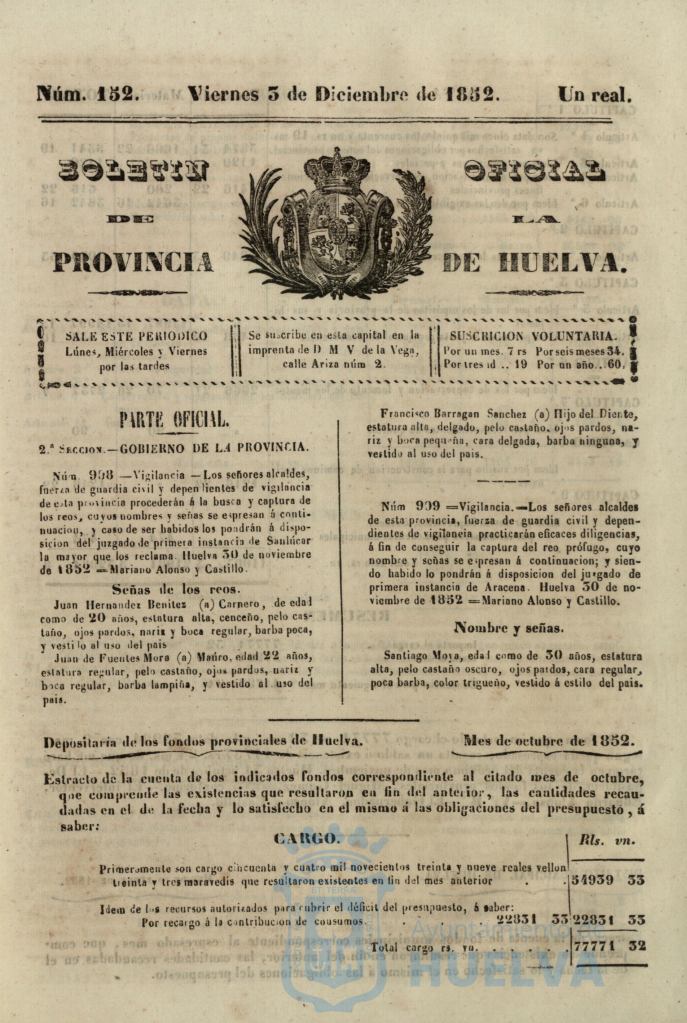 Núm. 152. Viernes 3 de Diciembre de 1852. Un real.
BOLETIN OFICIAL
DE LA
PROVINCIA DE HUELVA.
SALE ESTE PERIODICO
Lúnes, Miércoles y Viernes
por las tardes
Se suscribe en esta capital en la
imprenta de D M V de la Vega,
calle Ariza núm 2.
SUSCRICION VOLUNTARIA.
Por un mes. 7 rs Por seis meses 34.
Por tres id .. 19 Por un año.. 60.
PARTE OFICIAL.
2.ª SECCION.—GOBIERNO DE LA PROVINCIA.
Núm 998 —Vigilancia —Los señores alcaldes,
fuerza de guardia civil y dependientes de vigilancia
de esta provincia procederán á la busca y captura de
los reos, cuyos nombres y señas se espresan á conti-
nuacion, y caso de ser habidos los pondrán á dispo-
sicion del juzgado de primera instancia de Sanlúcar
la mayor que los reclama. Huelva 30 de noviembre
de 1852 =Mariano Alonso y Castillo.
Señas de los reos.
Juan Hernandez Benitez (a) Carnero, de edad
como de 20 años, estatura alta, cenceño, pelo cas-
taño, ojos pardos, nariz y boca regular, barba poca,
y vestido al uso del pais
Juan de Fuentes Mora (a) Mauro, edad 22 años,
estatura regular, pelo castaño, ojos pardos, nariz y
boca regular, barba lampiña, y vestido al uso del
pais.
Francisco Barragan Sanchez (a) Hijo del Diente,
estatura alta, delgado, pelo castaño, ojos pardos, na-
riz y boca pequeña, cara delgada, barba ninguna, y
vestido al uso del pais.
Núm 999 =Vigilancia.—Los señores alcaldes
de esta provincia, fuerza de guardia civil y depen-
dientes de vigilancia practicarán eficaces diligencias,
á fin de conseguir la captura del reo prófugo, cuyo
nombre y señas se espresan á continuacion; y sien-
do habido lo pondrán á disposicion del juzgado de
primera instancia de Aracena. Huelva 30 de no-
viembre de 1852 =Mariano Alonso y Castillo.
Nombre y señas.
Santiago Moya, edad como de 30 años, estatura
alta, pelo castaño oscuro, ojos pardos, cara regular,
poca barba, color trigueño, vestido á estilo del pais.
Depositaría de los fondos provinciales de Huelva. Mes de octubre de 1852.
Estracto de la cuenta de los indicados fondos correspondiente al citado mes de octubre,
que comprende las existencias que resultaron en fin del anterior, las cantidades recau-
dadas en el de la fecha y lo satisfecho en el mismo á las obligaciones del presupuesto, á
saber:
CARGO. Rls. vn.
Primeramente son cargo cincuenta y cuatro mil novecientos treinta y nueve reales vellon
treinta y tres maravedis que resultaron existentes en fin del mes anterior . . 54939 33
Idem de los recursos autorizados para cubrir el déficit del presupuesto, á saber:
Por recargo á la contribucion de consumos. . . . 22831 33 22831 33
Total cargo rs. vn. . . . . . . 77771 32
Ayuntamiento de
HUELVA